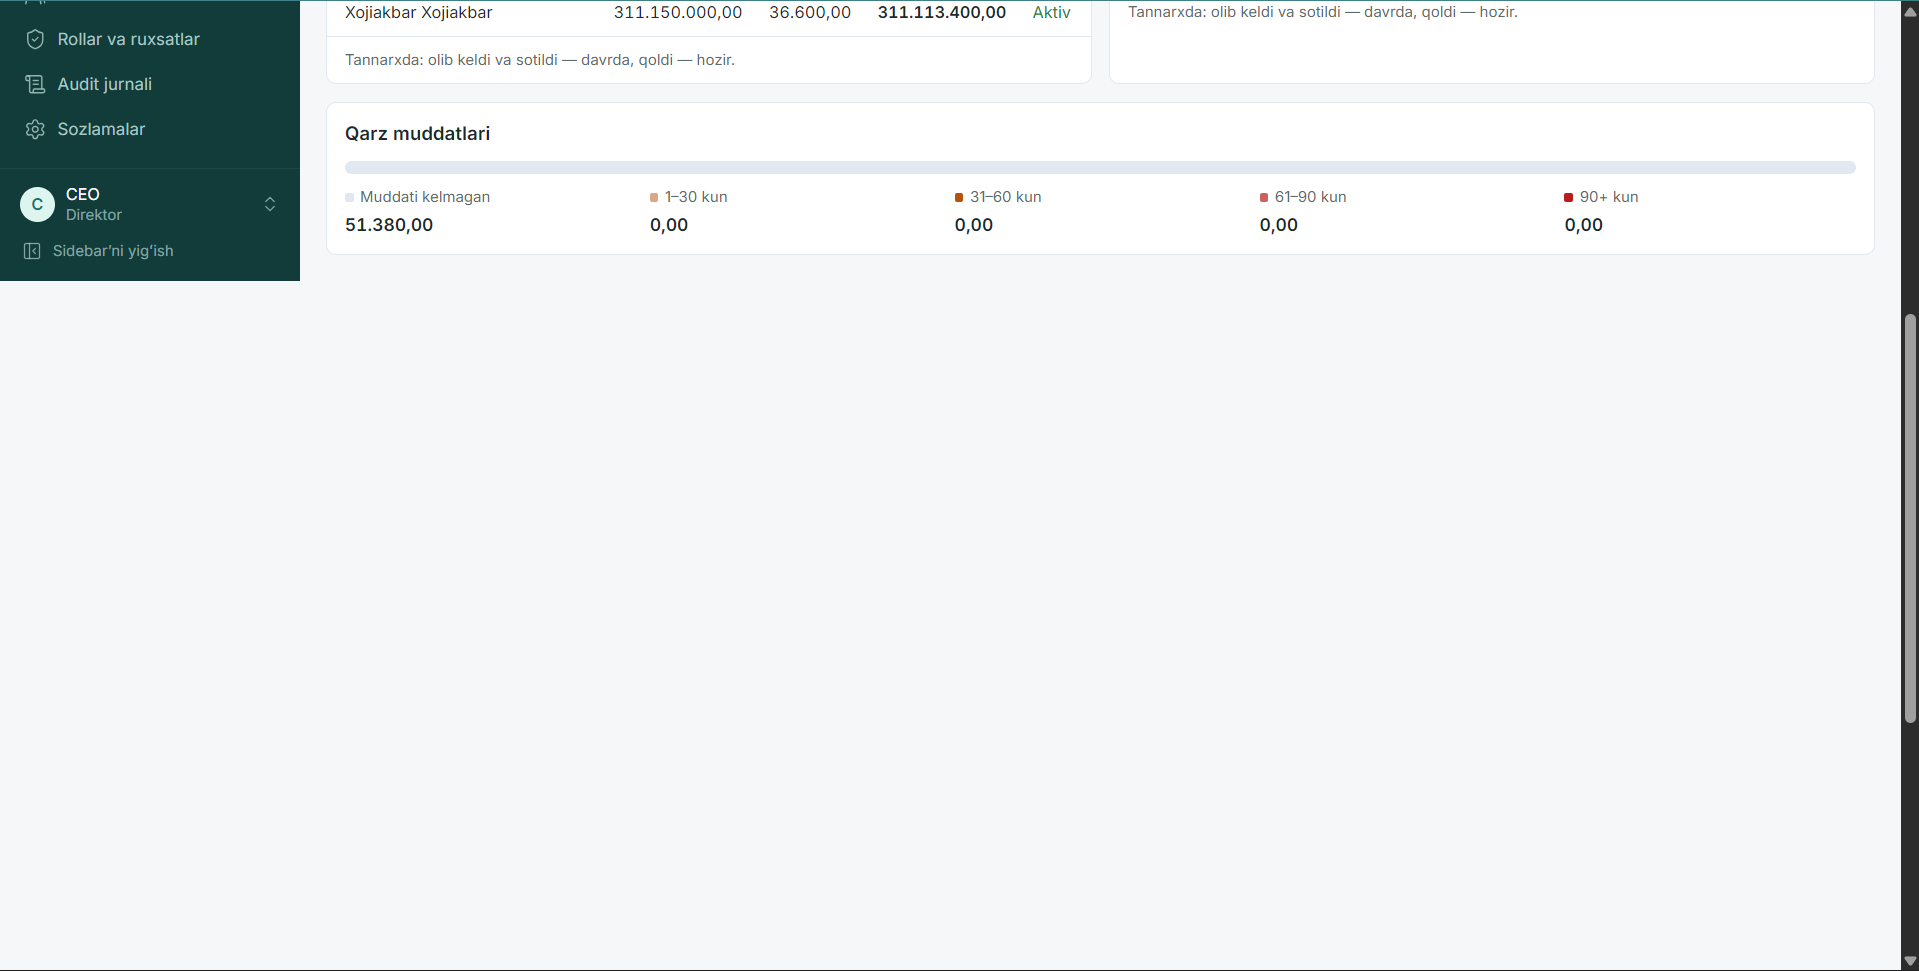 Rollar va ruxsatlar
Audit jurnali
Sozlamalar
C
CEO
Direktor
Sidebar’ni yig‘ish
Xojiakbar Xojiakbar 311.150.000,00 36.600,00 311.113.400,00 Aktiv
Tannarxda: olib keldi va sotildi — davrda, qoldi — hozir.
Tannarxda: olib keldi va sotildi — davrda, qoldi — hozir.
Qarz muddatlari
Muddati kelmagan 1–30 kun 31–60 kun 61–90 kun 90+ kun
51.380,00 0,00 0,00 0,00 0,00